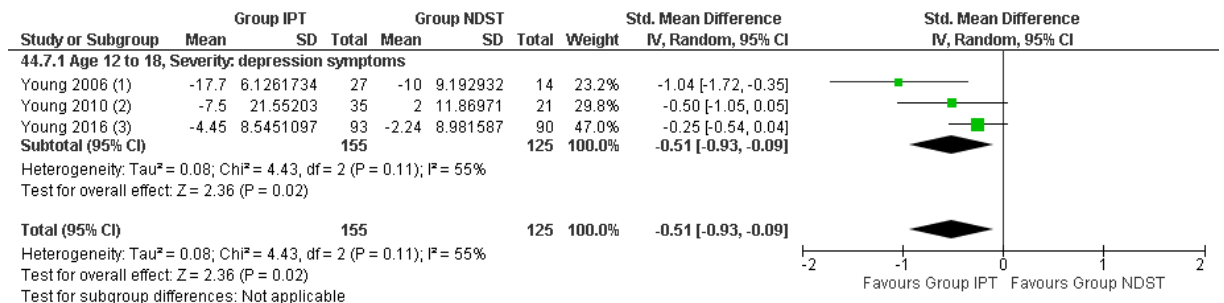 Group IPT Group NDST Std. Mean Difference Std. Mean Difference
Study or Subgroup Mean SD Total Mean SD Total Weight IV, Random, 95% CI IV, Random, 95% CI
44.7.1 Age 12 to 18, Severity: depression symptoms
Young 2006 (1) -17.7 6.1261734 27 -10 9.192932 14 23.2% -1.04 [-1.72, -0.35]
Young 2010 (2) -7.5 21.55203 35 2 11.86971 21 29.8% -0.50 [-1.05, 0.05]
Young 2016 (3) -4.45 8.5451097 93 -2.24 8.981587 90 47.0% -0.25 [-0.54, 0.04]
Subtotal (95% CI) 155 125 100.0% -0.51 [-0.93, -0.09]
Heterogeneity: Tau² = 0.08; Chi² = 4.43, df = 2 (P = 0.11); I² = 55%
Test for overall effect: Z = 2.36 (P = 0.02)
Total (95% CI) 155 125 100.0% -0.51 [-0.93, -0.09]
Heterogeneity: Tau² = 0.08; Chi² = 4.43, df = 2 (P = 0.11); I² = 55%
Test for overall effect: Z = 2.36 (P = 0.02)
Test for subgroup differences: Not applicable
-2 -1 0 1 2
Favours Group IPT Favours Group NDST